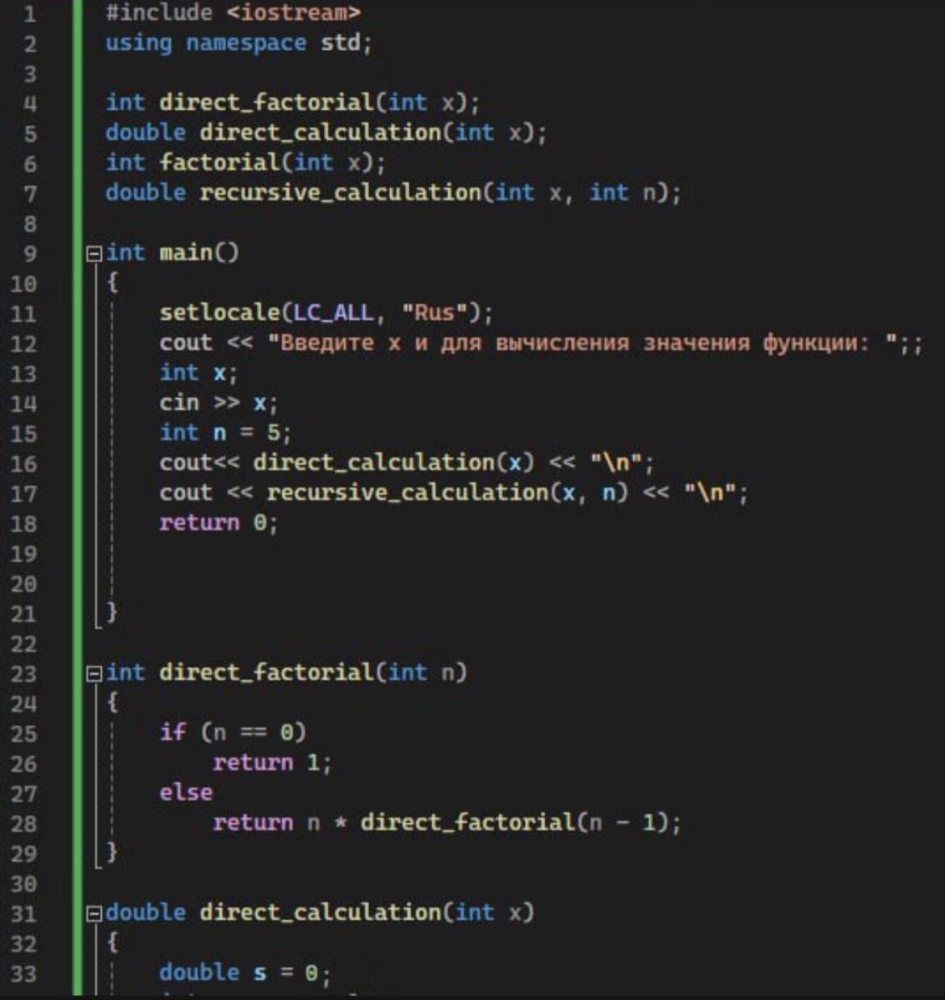 1 #include <iostream>
2 using namespace std;
3
4 int direct_factorial(int x);
5 double direct_calculation(int x);
6 int factorial(int x);
7 double recursive_calculation(int x, int n);
8
9 int main()
10 {
11 setlocale(LC_ALL, "Rus");
12 cout << "Введите x и для вычисления значения функции: ";;
13 int x;
14 cin >> x;
15 int n = 5;
16 cout<< direct_calculation(x) << "\n";
17 cout << recursive_calculation(x, n) << "\n";
18 return 0;
19
20
21 }
22
23 int direct_factorial(int n)
24 {
25 if (n == 0)
26 return 1;
27 else
28 return n * direct_factorial(n - 1);
29 }
30
31 double direct_calculation(int x)
32 {
33 double s = 0;